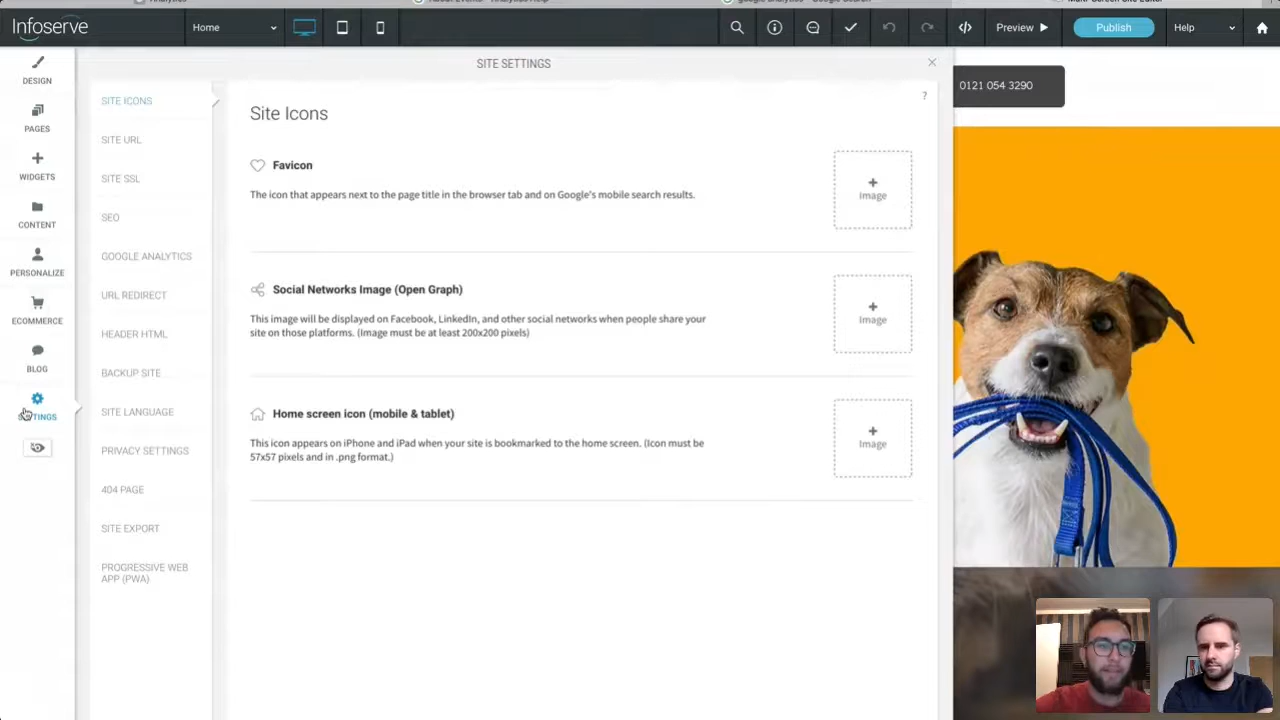 Infoserve
Home
Preview
Publish
Help
DESIGN
PAGES
WIDGETS
CONTENT
PERSONALIZE
ECOMMERCE
BLOG
SETTINGS
SITE SETTINGS
SITE ICONS
SITE URL
SITE SSL
SEO
GOOGLE ANALYTICS
URL REDIRECT
HEADER HTML
BACKUP SITE
SITE LANGUAGE
PRIVACY SETTINGS
404 PAGE
SITE EXPORT
PROGRESSIVE WEB
APP (PWA)
?
Site Icons
Favicon
The icon that appears next to the page title in the browser tab and on Google's mobile search results.
+
Image
Social Networks Image (Open Graph)
This image will be displayed on Facebook, LinkedIn, and other social networks when people share your
site on those platforms. (Image must be at least 200x200 pixels)
+
Image
Home screen icon (mobile & tablet)
This icon appears on iPhone and iPad when your site is bookmarked to the home screen. (Icon must be
57x57 pixels and in .png format.)
+
Image
0121 054 3290